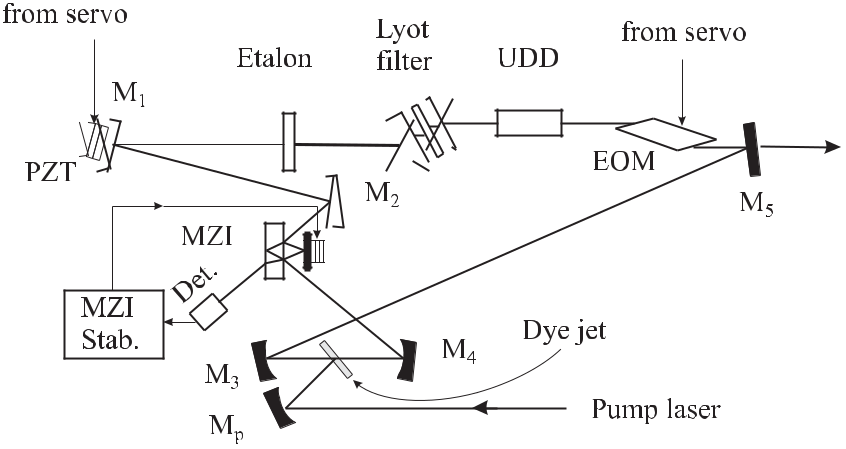 from servo
Lyot
filter
Etalon
UDD
from servo
M1
PZT
EOM
M2
M5
MZI
Det.
MZI
Stab.
Dye jet
M4
M3
Mp
Pump laser